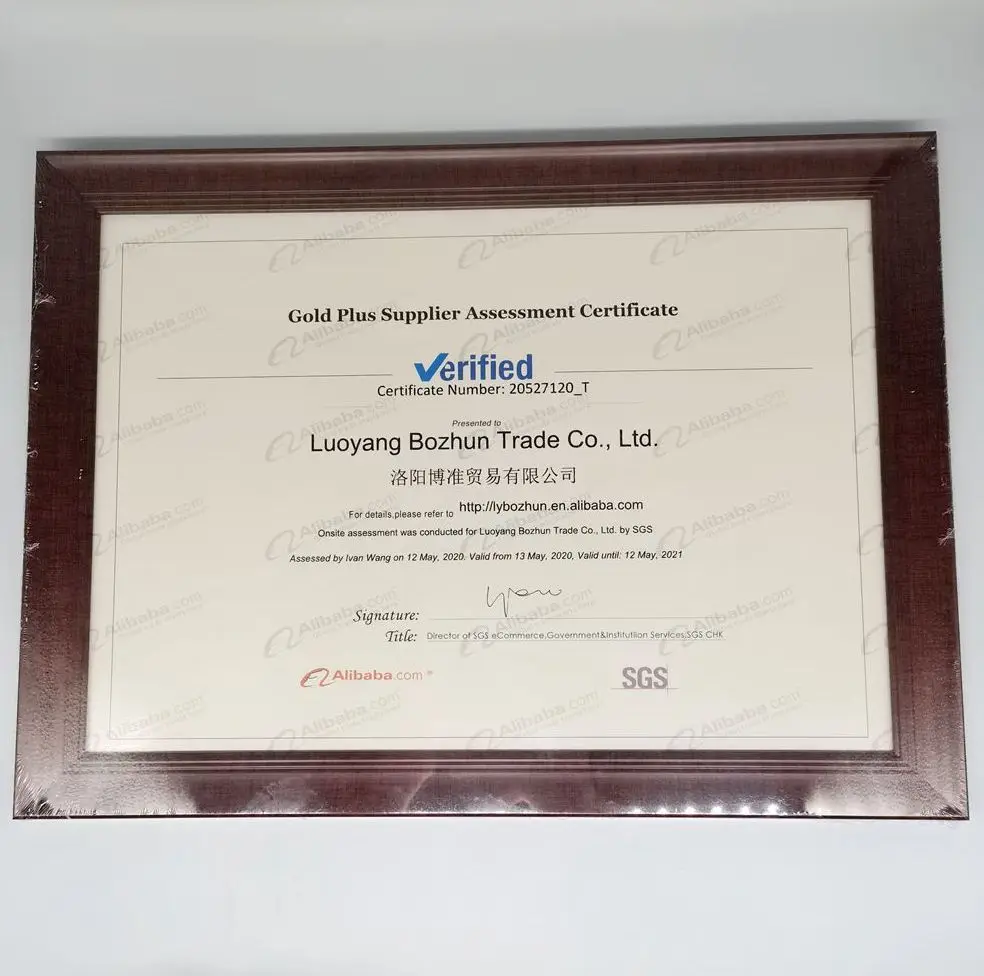 Gold Plus Supplier Assessment Certificate
Verified
Certificate Number: 20527120_T
Presented to
Luoyang Bozhun Trade Co., Ltd.
洛阳博准贸易有限公司
For details,please refer to http://lybozhun.en.alibaba.com
Onsite assessment was conducted for Luoyang Bozhun Trade Co., Ltd. by SGS
Assessed by Ivan Wang on 12 May, 2020. Valid from 13 May, 2020, Valid until: 12 May, 2021
Signature:
Title: Director of SGS eCommerce,Government&Institutiion Services,SGS CHK
Alibaba.com®
SGS